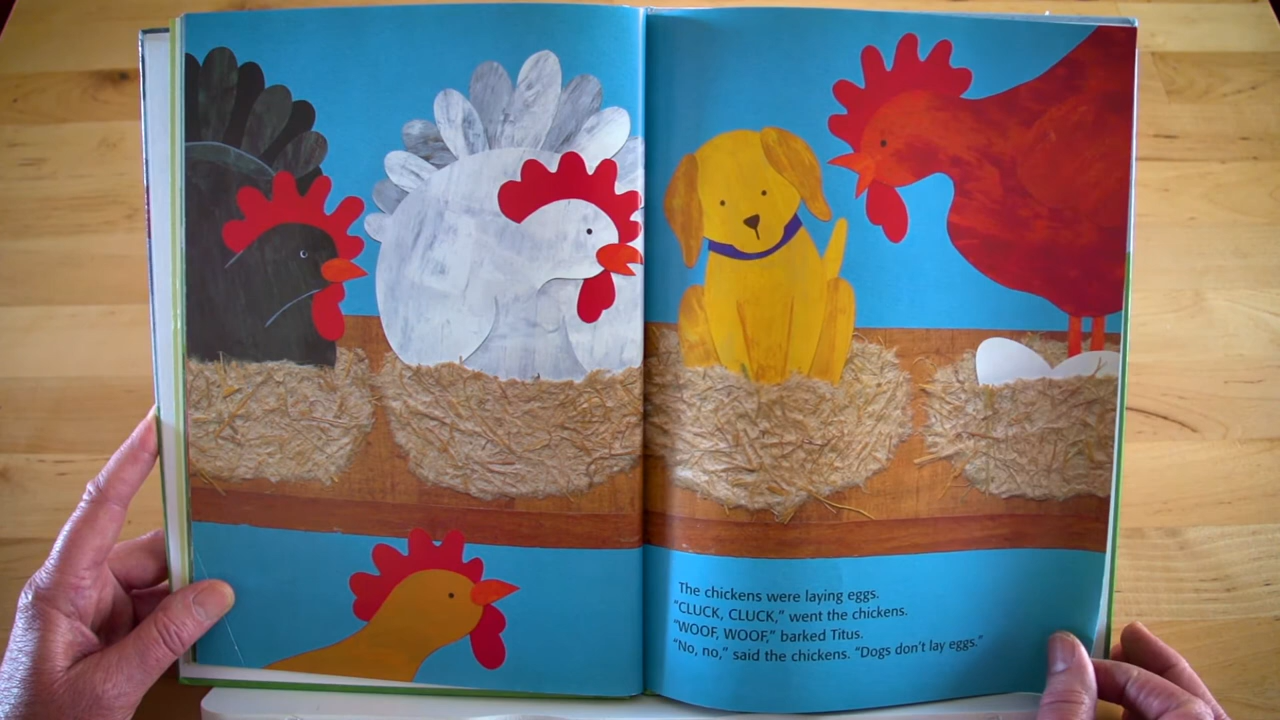 The chickens were laying eggs.
"CLUCK, CLUCK," went the chickens.
"WOOF, WOOF," barked Titus.
"No, no," said the chickens. "Dogs don't lay eggs."